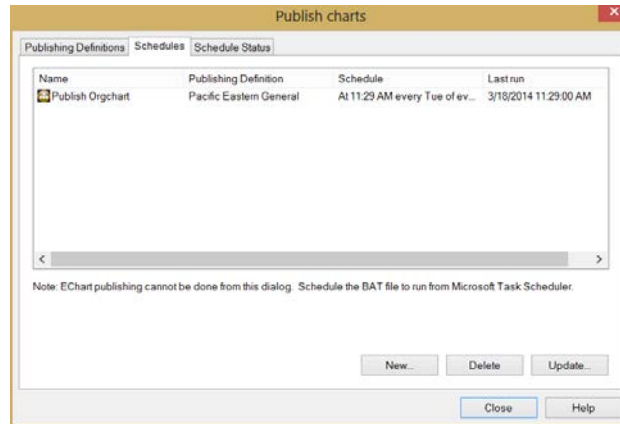 Publish charts
Publishing Definitions Schedules Schedule Status
Name Publishing Definition Schedule Last run
Publish Orgchart Pacific Eastern General At 11:29 AM every Tue of ev... 3/18/2014 11:29:00 AM
Note: EChart publishing cannot be done from this dialog. Schedule the BAT file to run from Microsoft Task Scheduler.
New... Delete Update...
Close Help